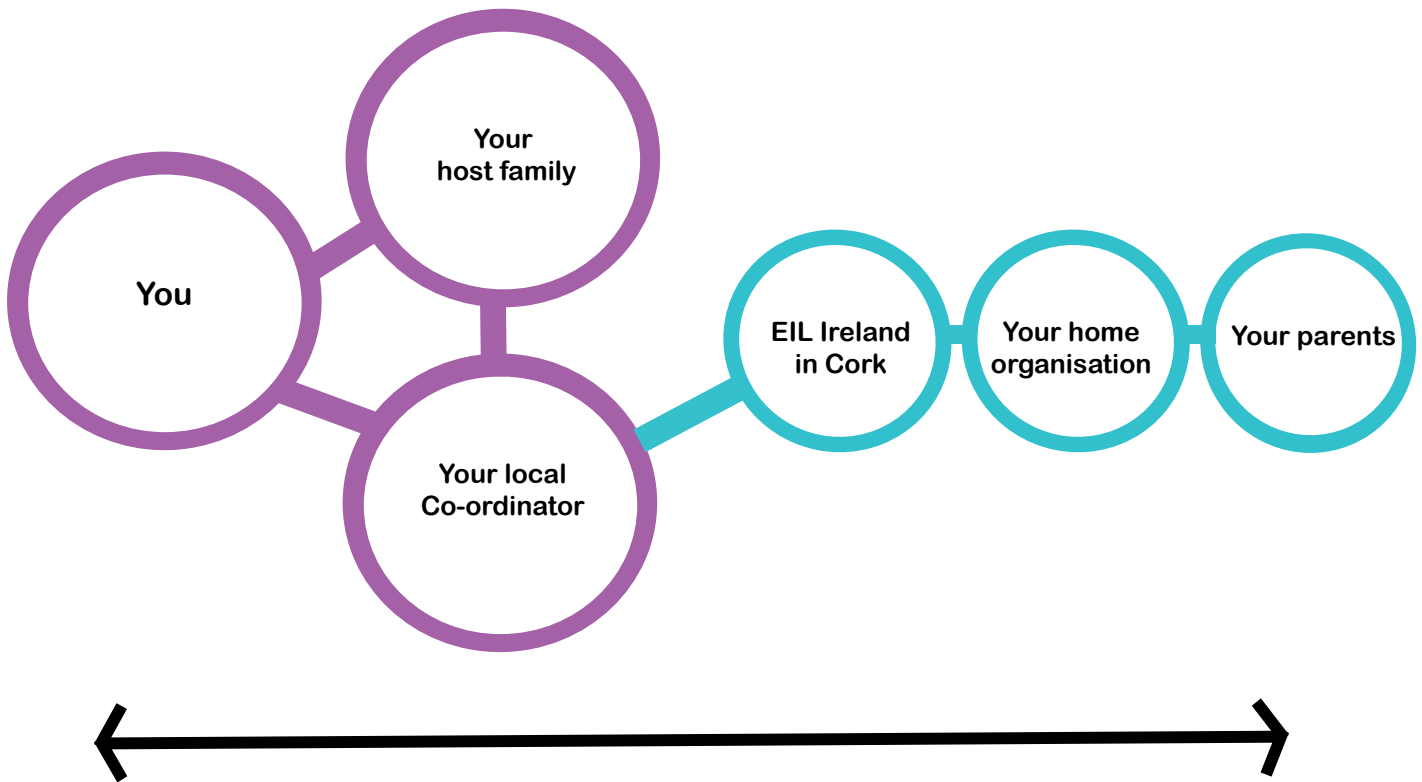 Your
host family
You
Your local
Co-ordinator
EIL Ireland
in Cork
Your home
organisation
Your parents